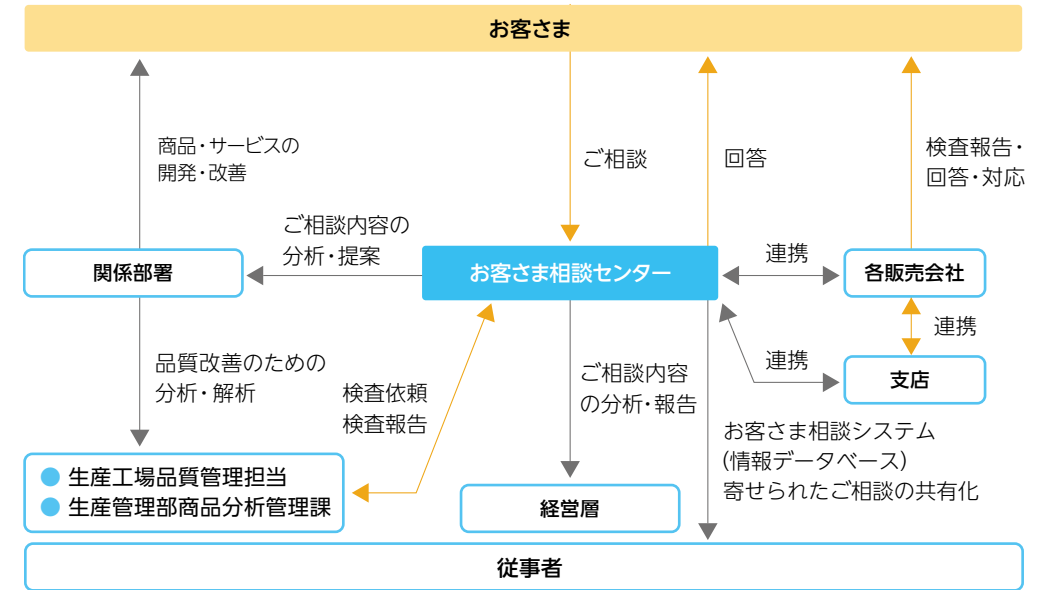 お客さま
商品・サービスの
開発・改善
ご相談
回答
検査報告・
回答・対応
ご相談内容の
分析・提案
関係部署
お客さま相談センター
連携
各販売会社
連携
支店
連携
品質改善のための
分析・解析
検査依頼
検査報告
ご相談内容
の分析・報告
お客さま相談システム
(情報データベース)
寄せられたご相談の共有化
生産工場品質管理担当
生産管理部商品分析管理課
経営層
従事者